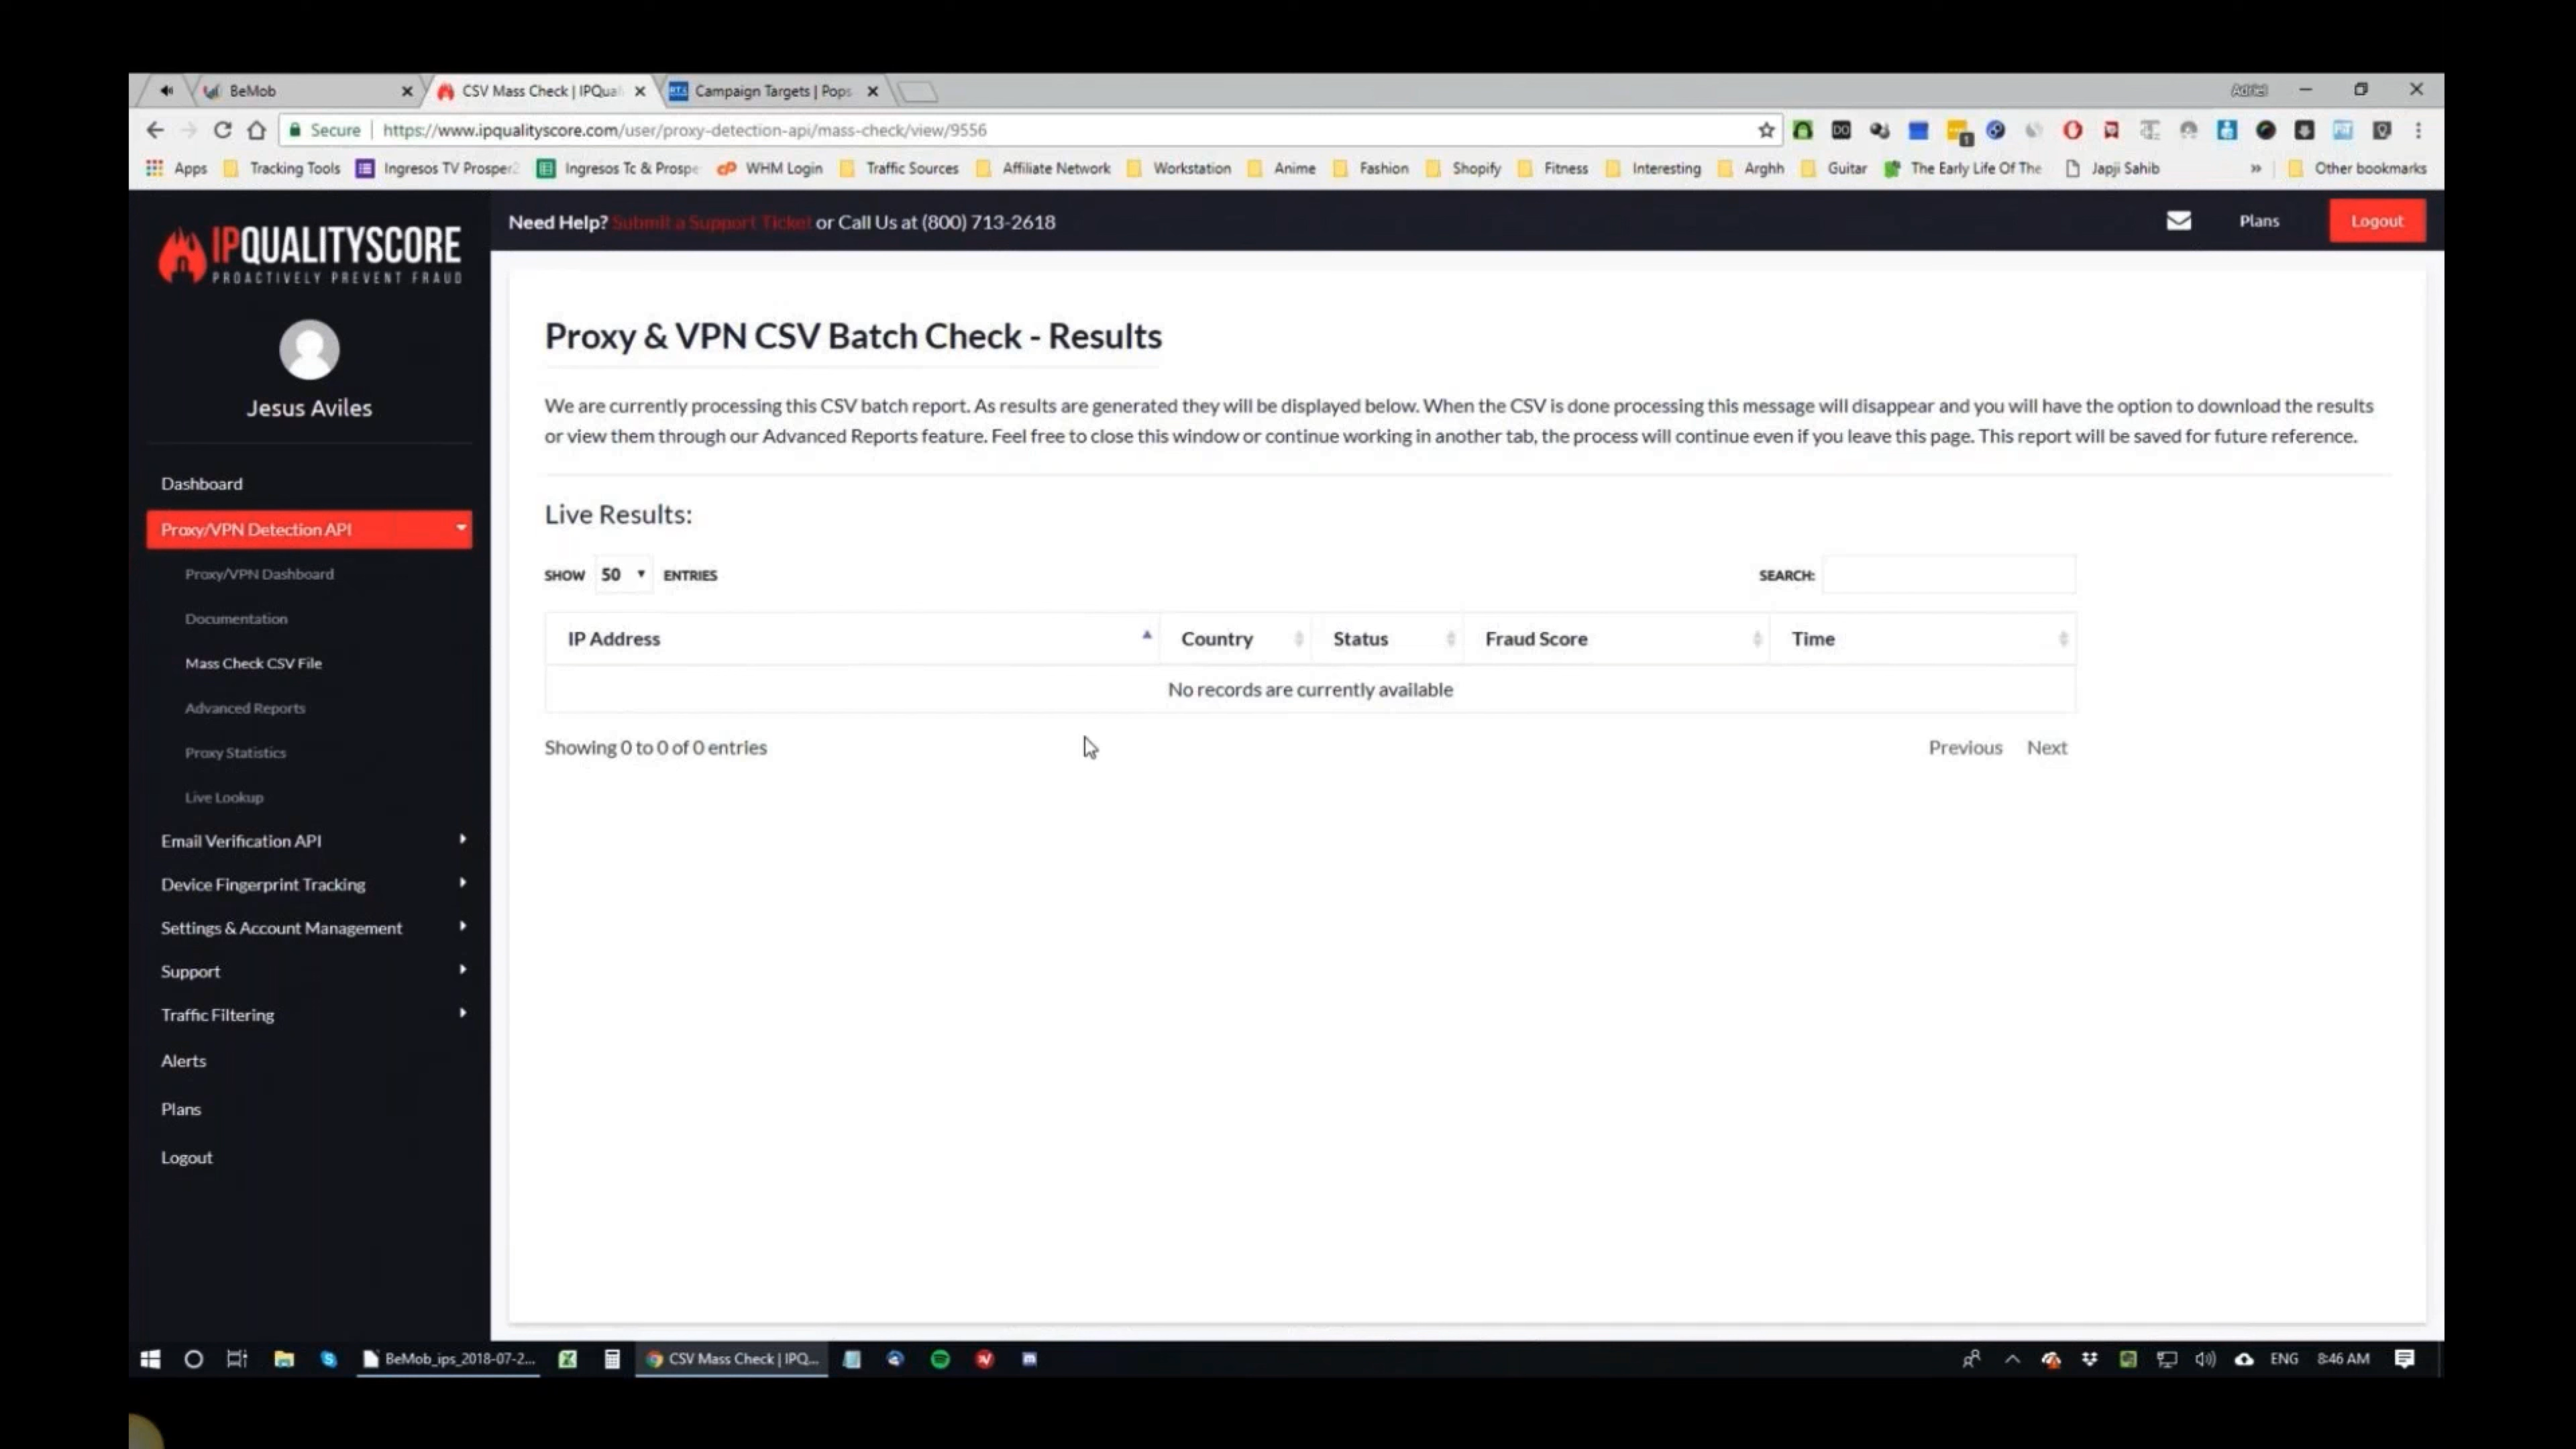 BeMob
CSV Mass Check | IPQual
Campaign Targets | Pops
Adriel
Secure
https://www.ipqualityscore.com/user/proxy-detection-api/mass-check/view/9556
DO
1
Apps
Tracking Tools
Ingresos TV Prosper2
Ingresos Tc & Prospe
cP WHM Login
Traffic Sources
Affiliate Network
Workstation
Anime
Fashion
Shopify
Fitness
Interesting
Arghh
Guitar
The Early Life Of The
Japji Sahib
»
Other bookmarks
IPQUALITYSCORE
PROACTIVELY PREVENT FRAUD
Need Help? Submit a Support Ticket or Call Us at (800) 713-2618
Plans
Logout
Jesus Aviles
Dashboard
Proxy/VPN Detection API
Proxy/VPN Dashboard
Documentation
Mass Check CSV File
Advanced Reports
Proxy Statistics
Live Lookup
Email Verification API
Device Fingerprint Tracking
Settings & Account Management
Support
Traffic Filtering
Alerts
Plans
Logout
Proxy & VPN CSV Batch Check - Results
We are currently processing this CSV batch report. As results are generated they will be displayed below. When the CSV is done processing this message will disappear and you will have the option to download the results
or view them through our Advanced Reports feature. Feel free to close this window or continue working in another tab, the process will continue even if you leave this page. This report will be saved for future reference.
Live Results:
SHOW 50 ENTRIES
SEARCH:
IP Address Country Status Fraud Score Time
No records are currently available
Showing 0 to 0 of 0 entries
Previous Next
BeMob_ips_2018-07-2...
CSV Mass Check | IPQ...
ENG
8:46 AM